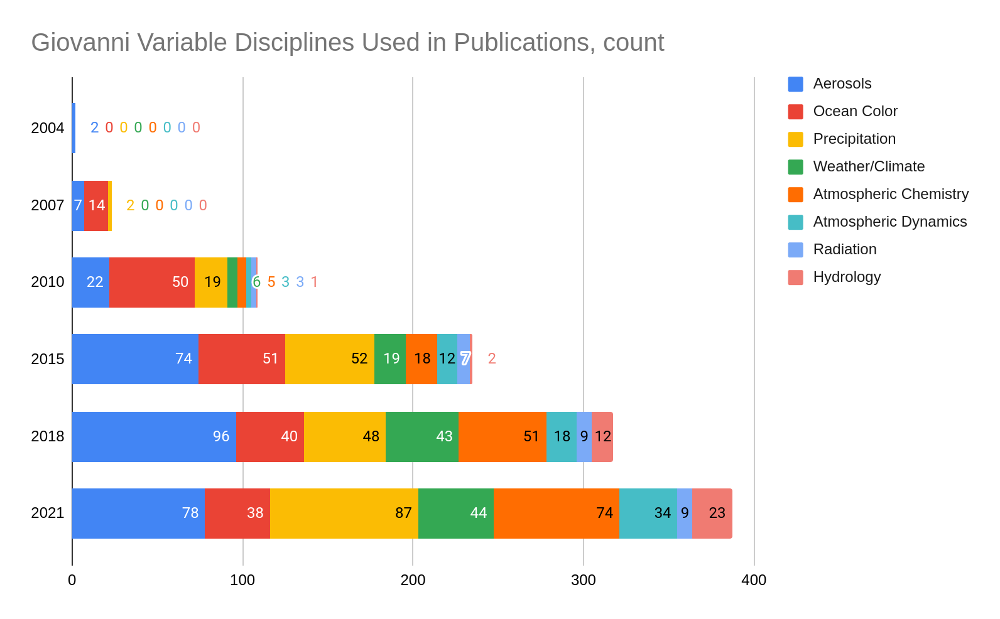 Giovanni Variable Disciplines Used in Publications, count
Aerosols
Ocean Color
Precipitation
Weather/Climate
Atmospheric Chemistry
Atmospheric Dynamics
Radiation
Hydrology
2004 2 0 0 0 0 0 0 0
2007 7 14 2 0 0 0 0 0
2010 22 50 19 6 5 3 3 1
2015 74 51 52 19 18 12 7 2
2018 96 40 48 43 51 18 9 12
2021 78 38 87 44 74 34 9 23
0 100 200 300 400